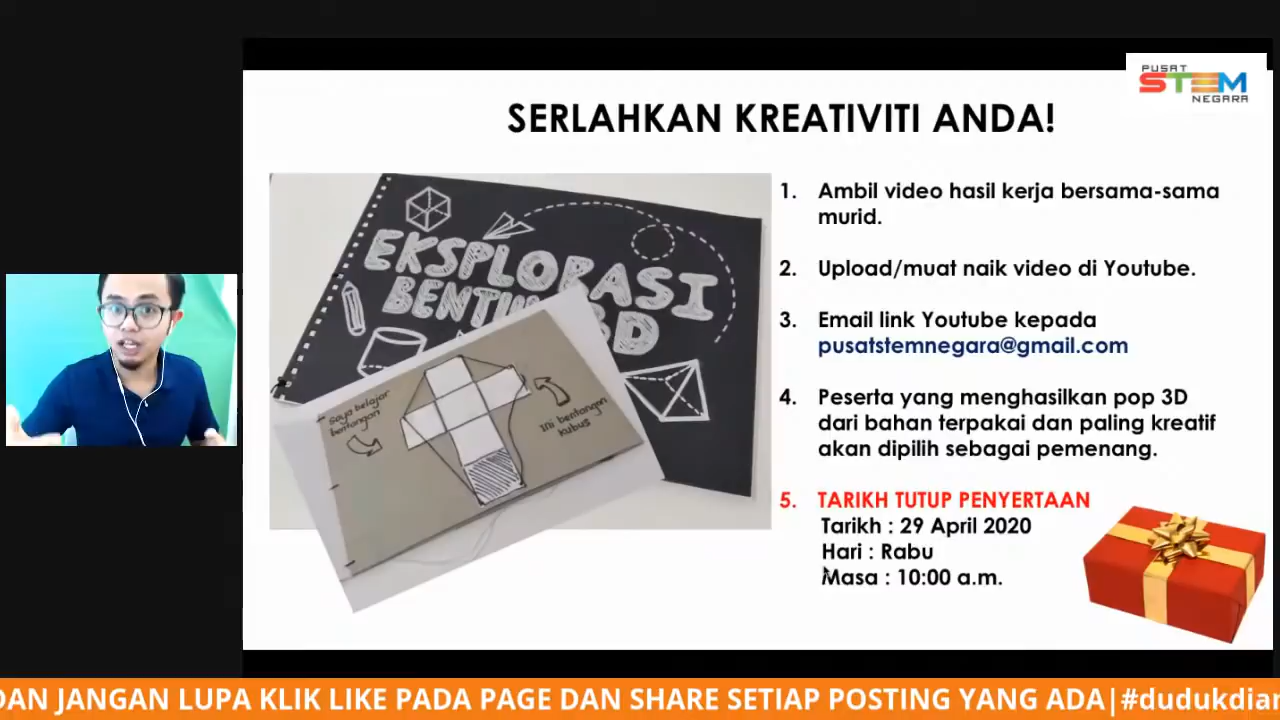 PUSAT
STEM
NEGARA
SERLAHKAN KREATIVITI ANDA!
EKSPLORASI
BENTU
3D
Saya belajar
bentangan
Ini bentangan
kubus
1. Ambil video hasil kerja bersama-sama
murid.
2. Upload/muat naik video di Youtube.
3. Email link Youtube kepada
pusatstemnegara@gmail.com
4. Peserta yang menghasilkan pop 3D
dari bahan terpakai dan paling kreatif
akan dipilih sebagai pemenang.
5. TARIKH TUTUP PENYERTAAN
Tarikh : 29 April 2020
Hari : Rabu
Masa : 10:00 a.m.
DAN JANGAN LUPA KLIK LIKE PADA PAGE DAN SHARE SETIAP POSTING YANG ADA|#dudukdiam